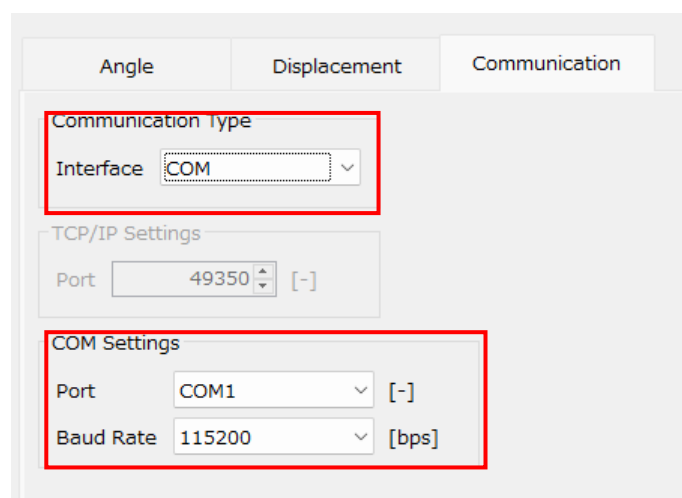 Angle Displacement Communication
Communication Type
Interface COM
TCP/IP Settings
Port 49350 [-]
COM Settings
Port COM1 [-]
Baud Rate 115200 [bps]